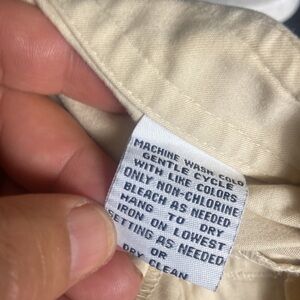 MACHINE WASH COLD
GENTLE CYCLE
WITH LIKE COLORS
ONLY NON-CHLORINE
BLEACH AS NEEDED
HANG TO DRY
IRON ON LOWEST
SETTING AS NEEDED
OR
DRY CLEAN